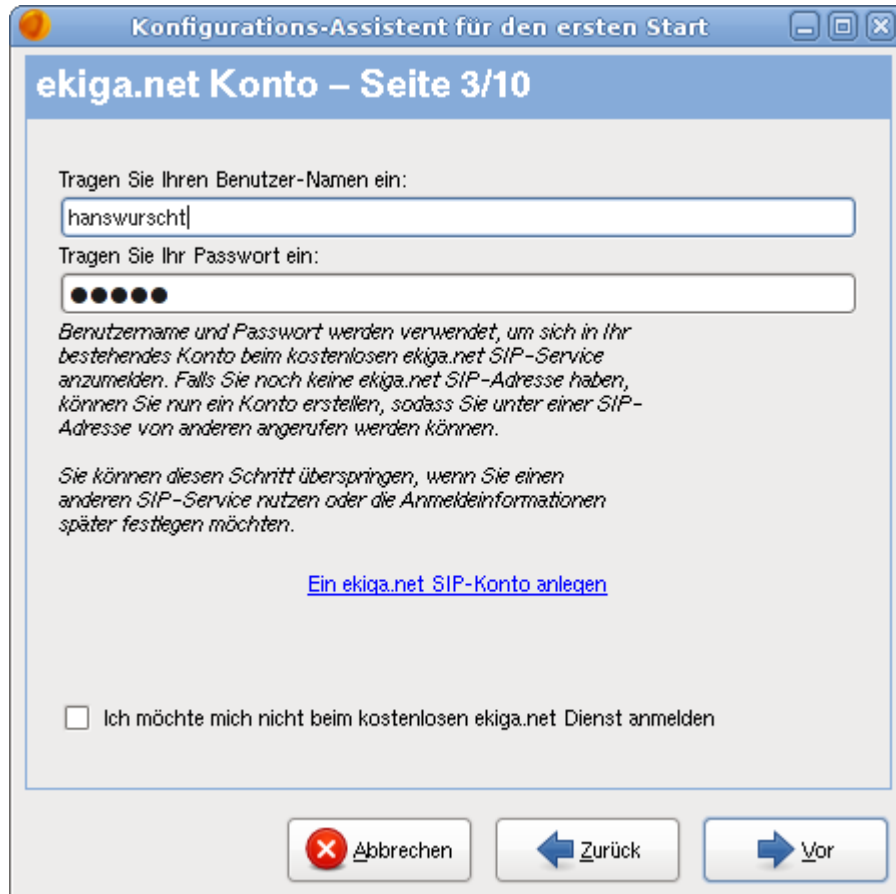 Konfigurations-Assistent für den ersten Start
ekiga.net Konto – Seite 3/10
Tragen Sie Ihren Benutzer-Namen ein:
hanswurscht
Tragen Sie Ihr Passwort ein:
●●●●●
Benutzername und Passwort werden verwendet, um sich in Ihr
bestehendes Konto beim kostenlosen ekiga.net SIP-Service
anzumelden. Falls Sie noch keine ekiga.net SIP-Adresse haben,
können Sie nun ein Konto erstellen, sodass Sie unter einer SIP-
Adresse von anderen angerufen werden können.
Sie können diesen Schritt überspringen, wenn Sie einen
anderen SIP-Service nutzen oder die Anmeldeinformationen
später festlegen möchten.
Ein ekiga.net SIP-Konto anlegen
Ich möchte mich nicht beim kostenlosen ekiga.net Dienst anmelden
Abbrechen
Zurück
Vor